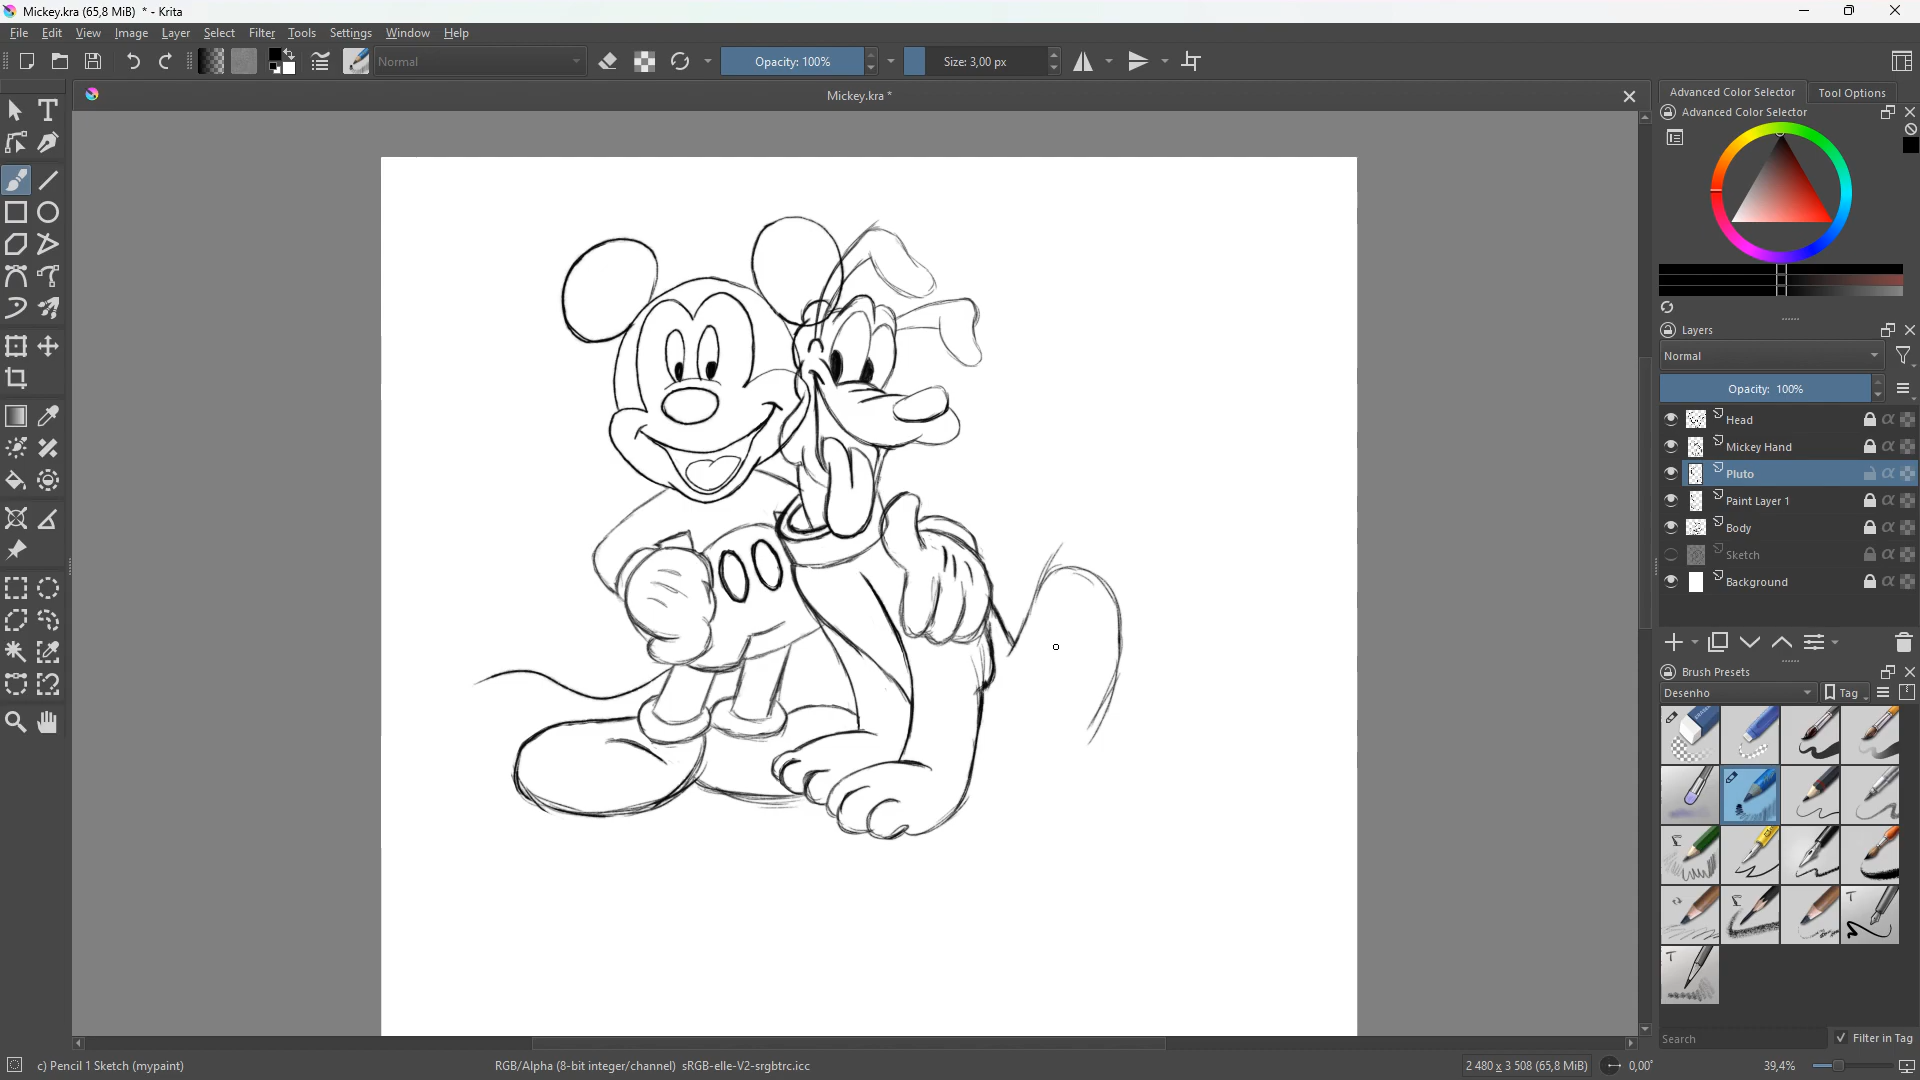 Mickey.kra (65,8 MiB) * - Krita
File Edit View Image Layer Select Filter Tools Settings Window Help
Normal
Opacity: 100%
Size: 3,00 px
Mickey.kra *
Advanced Color Selector
Tool Options
Advanced Color Selector
Layers
Normal
Opacity: 100%
Head
Mickey Hand
Pluto
Paint Layer 1
Body
Sketch
Background
Brush Presets
Desenho
Tag
Search
Filter in Tag
c) Pencil 1 Sketch (mypaint)
RGB/Alpha (8-bit integer/channel) sRGB-elle-V2-srgbtrc.icc
2 480 x 3 508 (65,8 MiB)
0,00°
39,4%